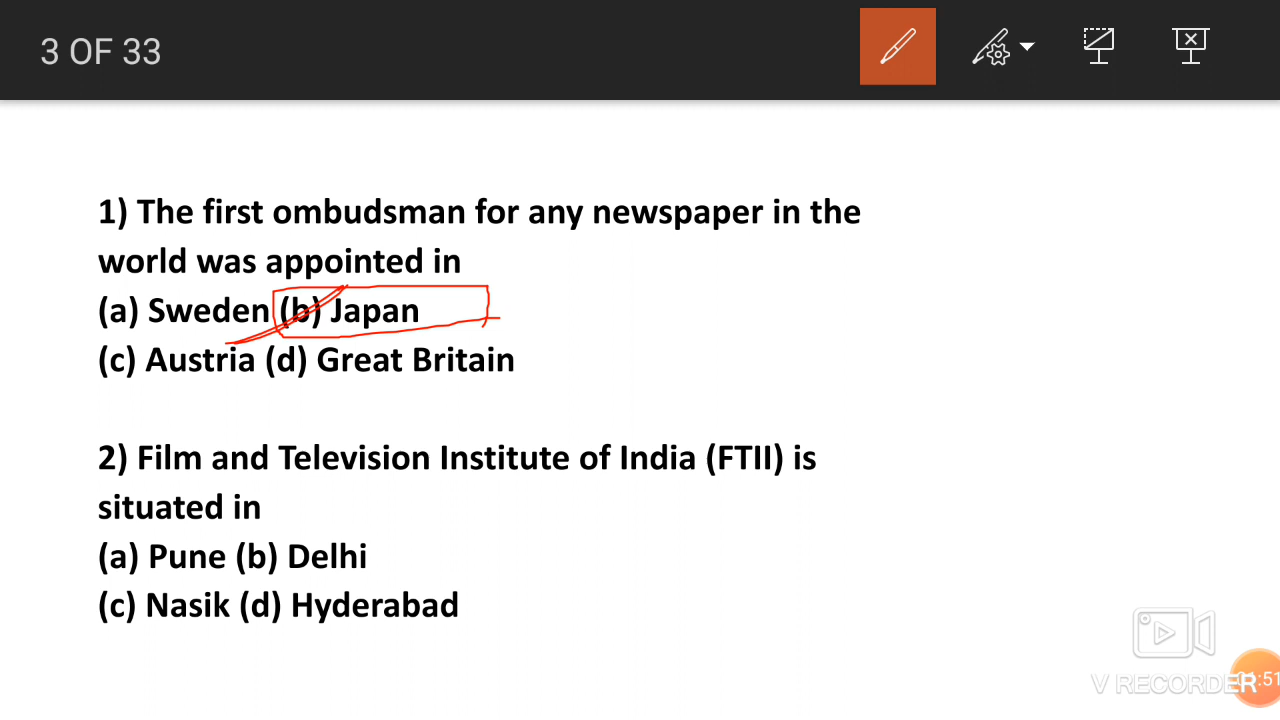 3 OF 33
1) The first ombudsman for any newspaper in the
world was appointed in
(a) Sweden (b) Japan
(c) Austria (d) Great Britain
2) Film and Television Institute of India (FTII) is
situated in
(a) Pune (b) Delhi
(c) Nasik (d) Hyderabad
V RECORDER